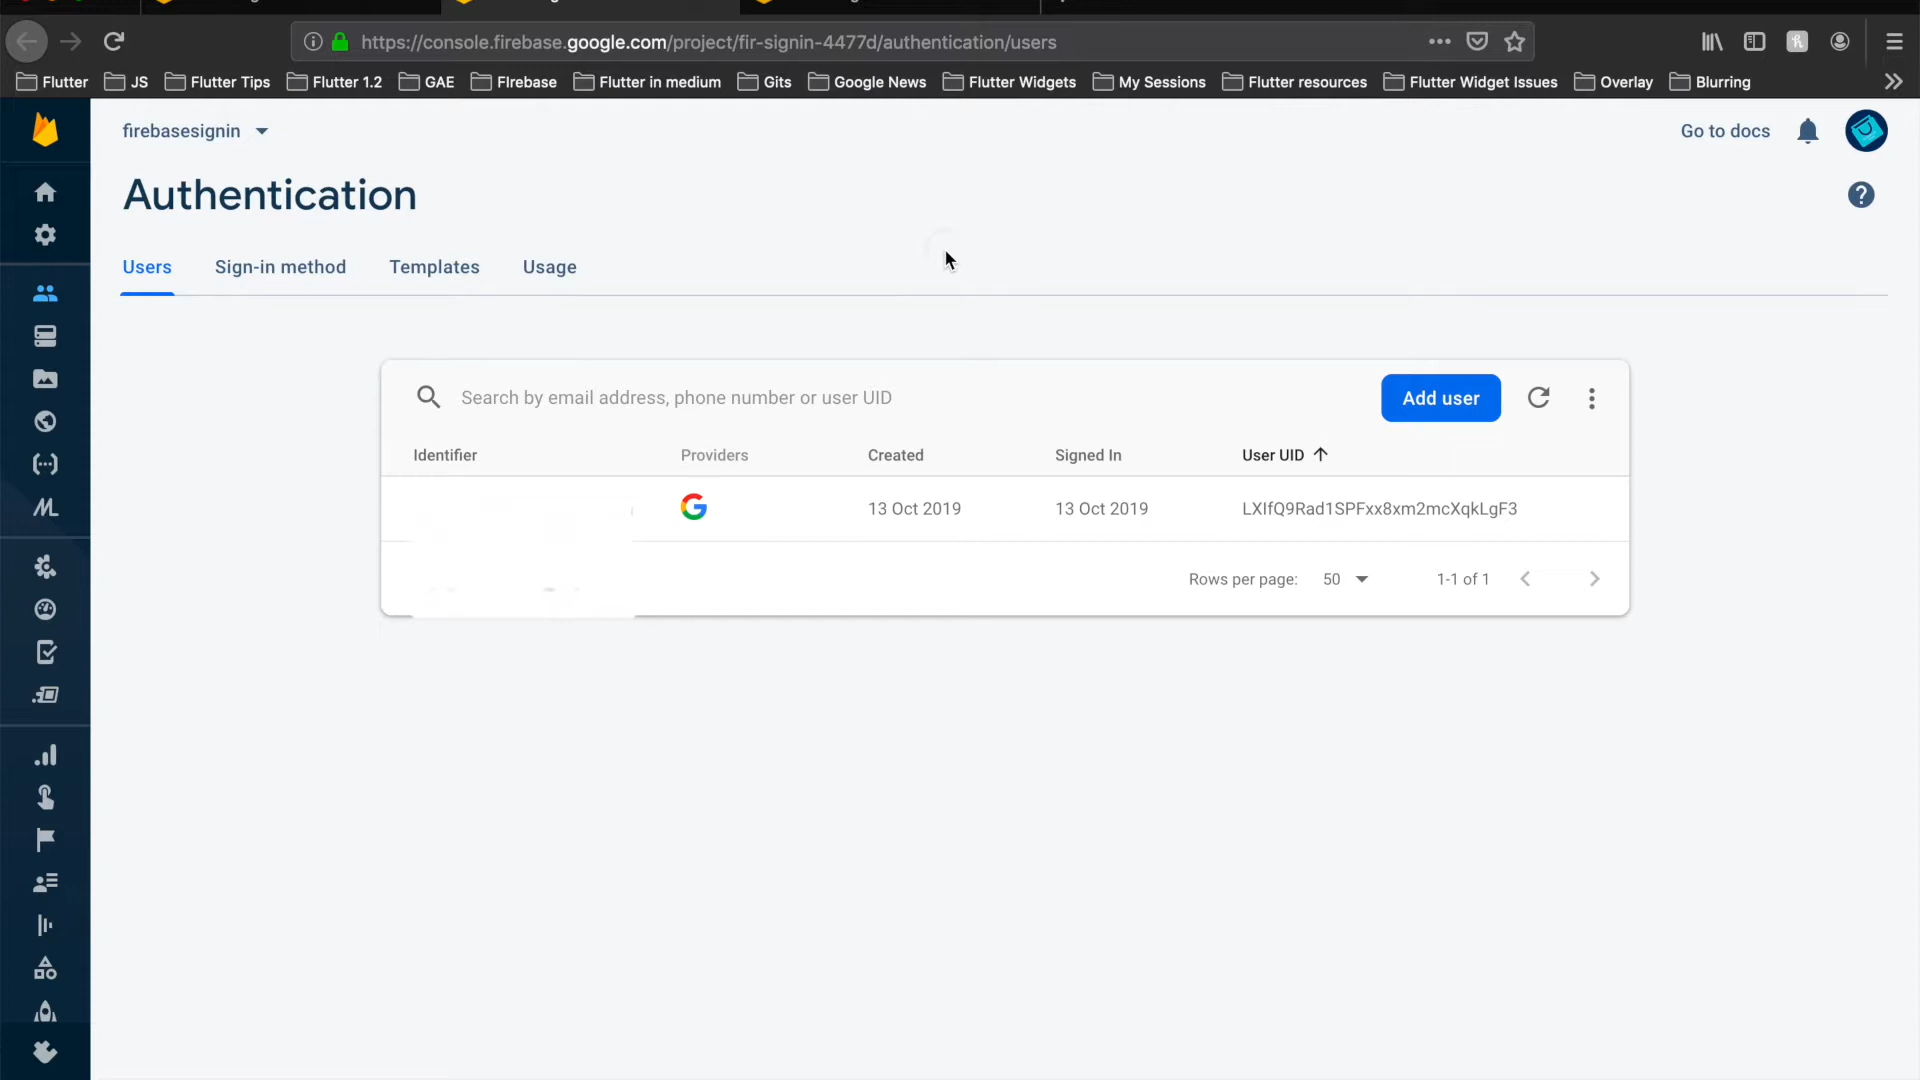 https://console.firebase.google.com/project/fir-signin-4477d/authentication/users
Flutter JS Flutter Tips Flutter 1.2 GAE FIrebase Flutter in medium Gits Google News Flutter Widgets My Sessions Flutter resources Flutter Widget Issues Overlay Blurring
firebasesignin Go to docs
Authentication
Users Sign-in method Templates Usage
Search by email address, phone number or user UID Add user
Identifier Providers Created Signed In User UID
13 Oct 2019 13 Oct 2019 LXIfQ9Rad1SPFxx8xm2mcXqkLgF3
Rows per page: 50 1-1 of 1